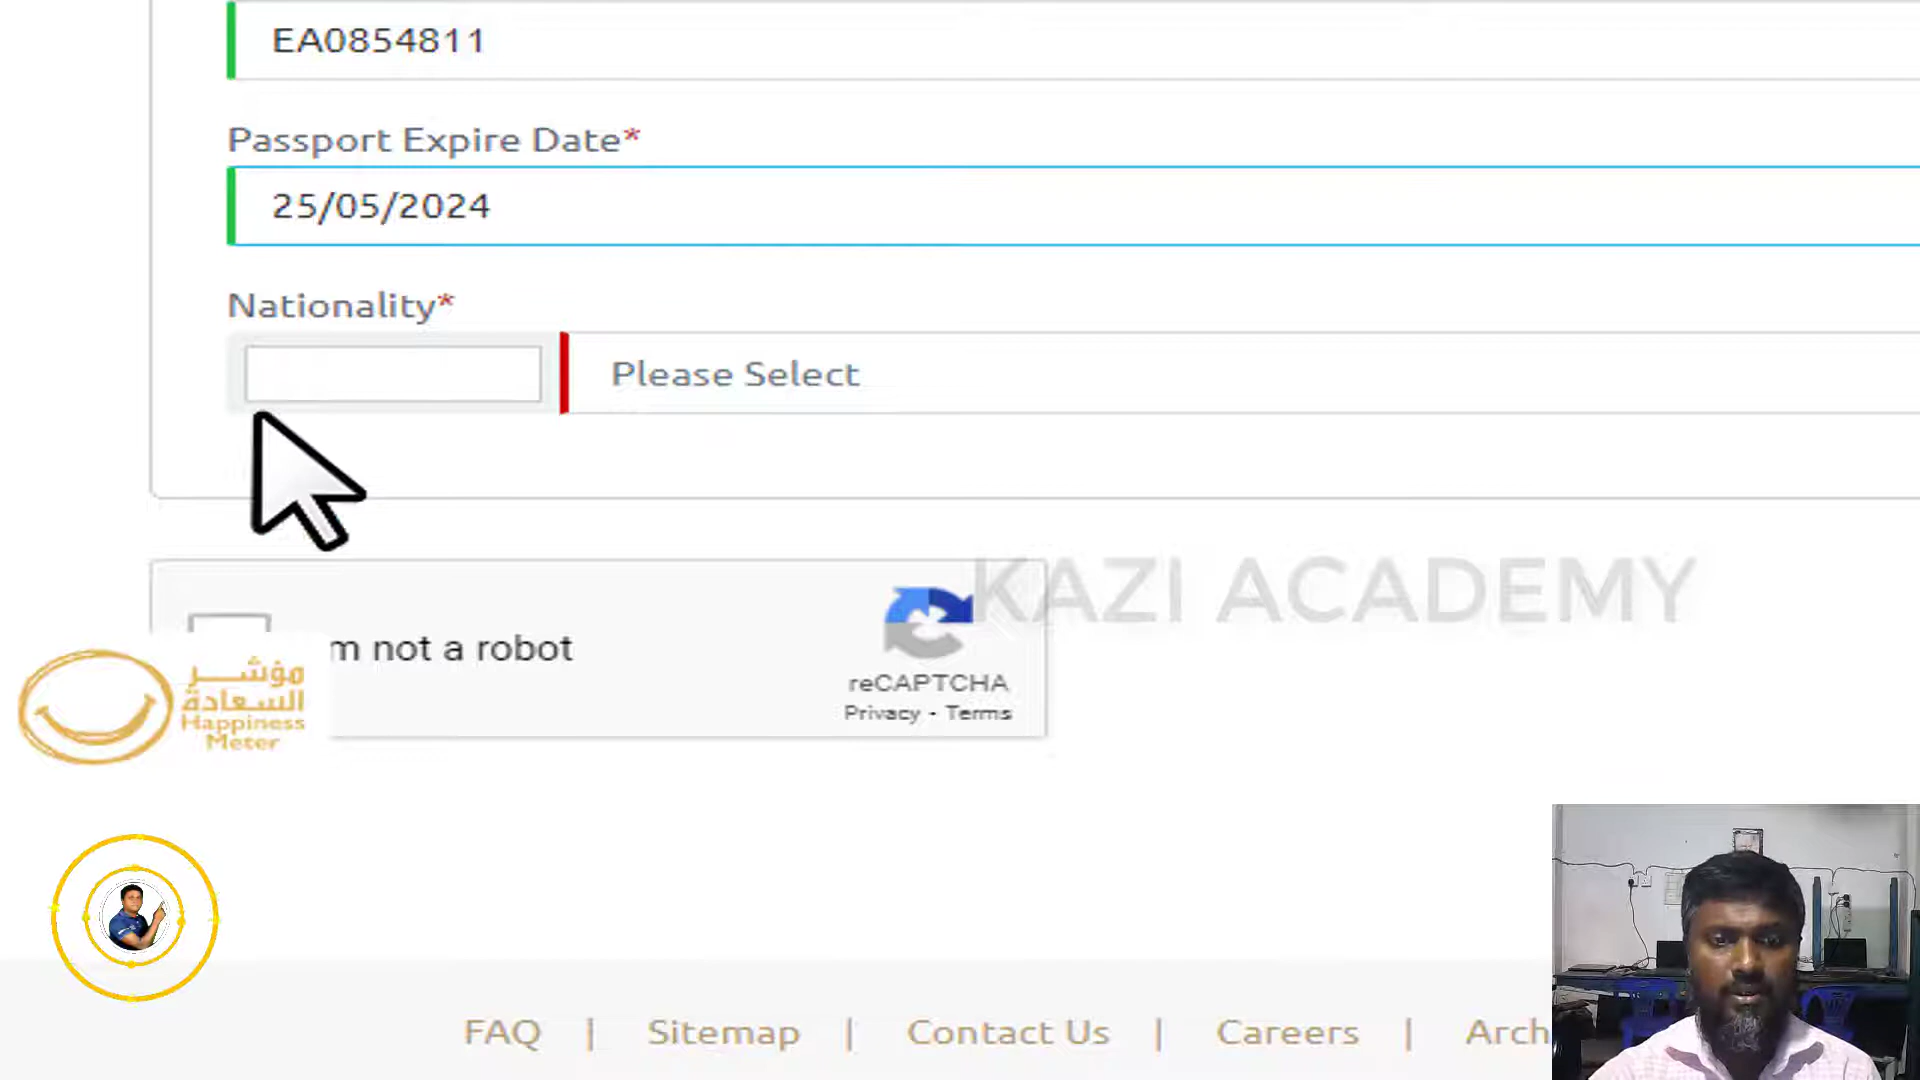 EA0854811
Passport Expire Date*
25/05/2024
Nationality*
Please Select
KAZI ACADEMY
m not a robot
reCAPTCHA
Privacy - Terms
مؤشر
السعادة
Happiness
Meter
FAQ | Sitemap | Contact Us | Careers | Arch